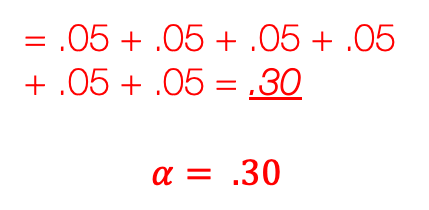 = .05 + .05 + .05 + .05
+ .05 + .05 = .30
α = .30